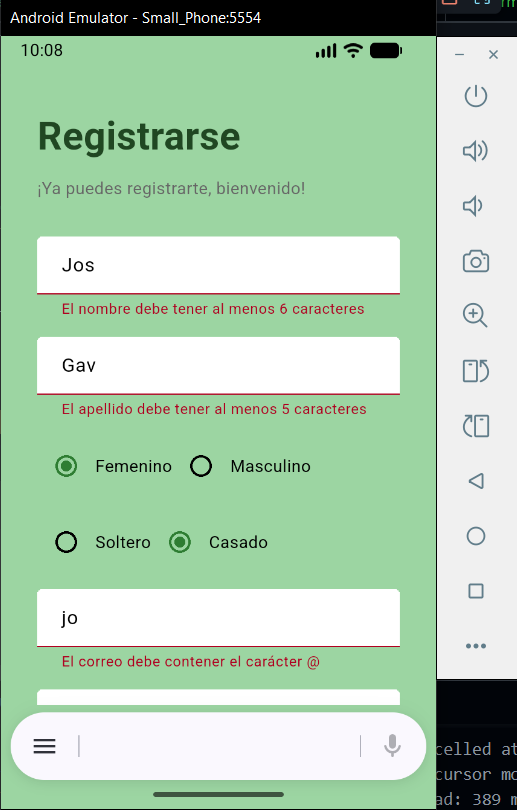 Android Emulator - Small_Phone:5554
10:08
Registrarse
¡Ya puedes registrarte, bienvenido!
Jos
El nombre debe tener al menos 6 caracteres
Gav
El apellido debe tener al menos 5 caracteres
Femenino Masculino
Soltero Casado
jo
El correo debe contener el carácter @
celled at
cursor mo
ad: 389 m